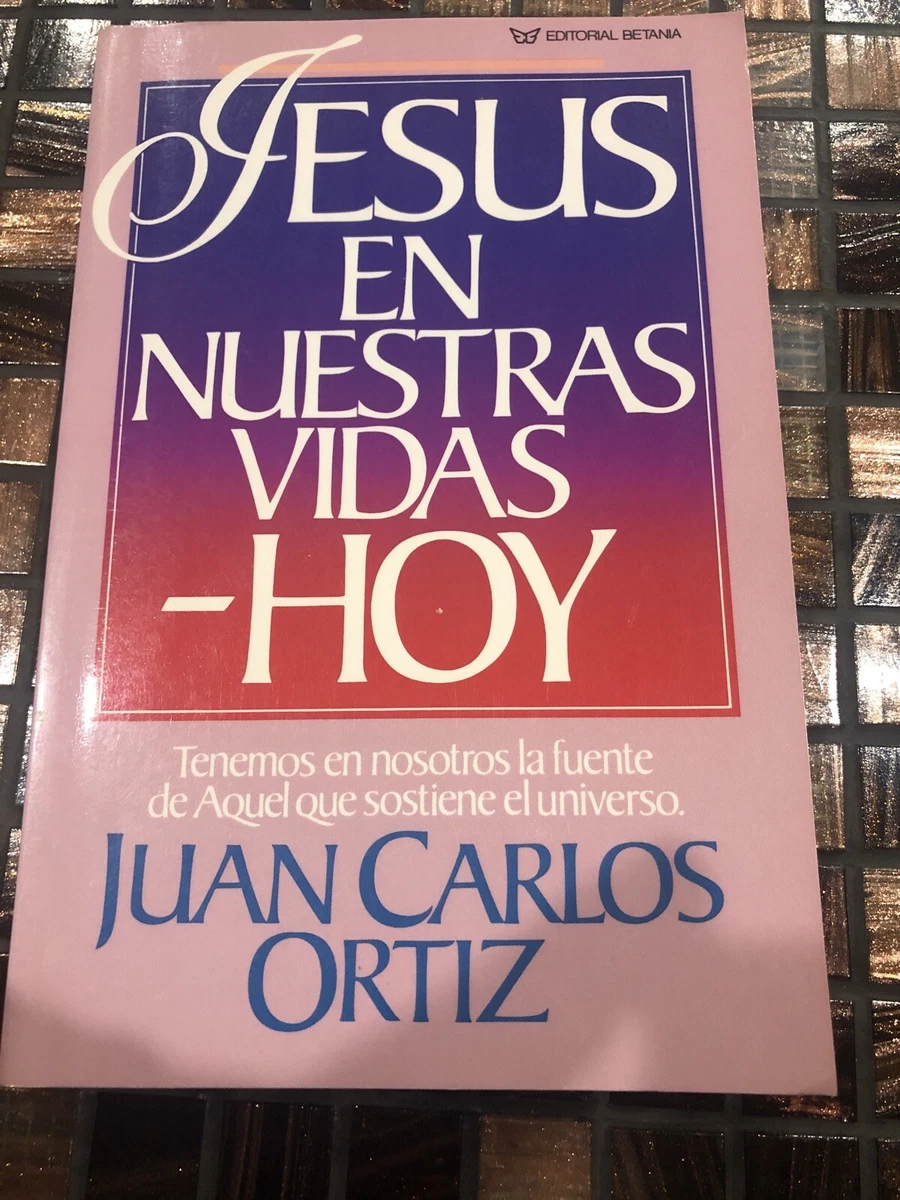 EDITORIAL BETANIA
JESUS
EN
NUESTRAS
VIDAS
–HOY
Tenemos en nosotros la fuente
de Aquel que sostiene el universo.
JUAN CARLOS
ORTIZ